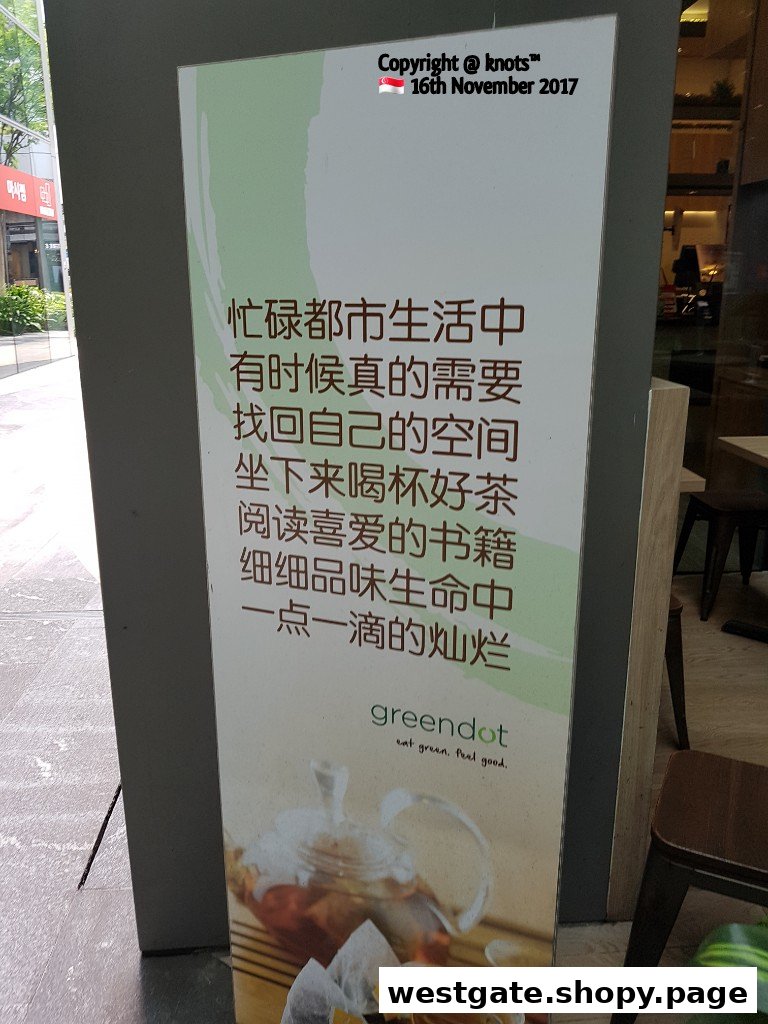 Copyright @ knots™
🇸🇬 16th November 2017
忙碌都市生活中
有时候真的需要
找回自己的空间
坐下来喝杯好茶
阅读喜爱的书籍
细细品味生命中
一点一滴的灿烂
greendot
eat green. feel good.
westgate.shopy.page